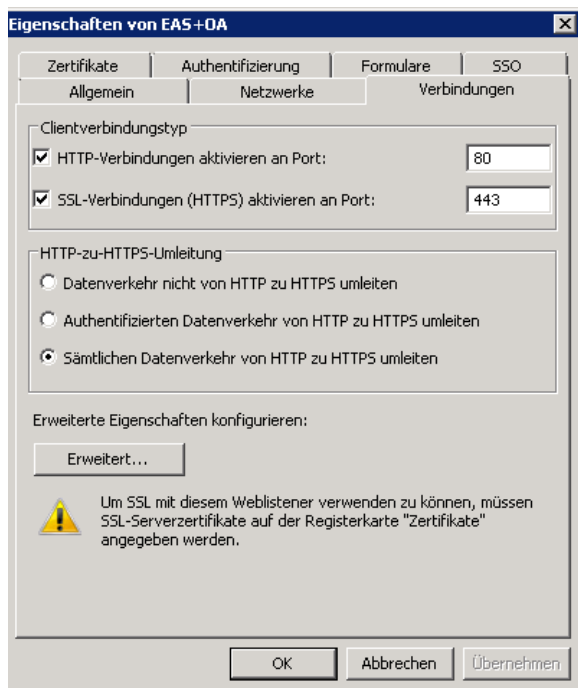 Eigenschaften von EAS+OA
Zertifikate
Authentifizierung
Formulare
SSO
Allgemein
Netzwerke
Verbindungen
Clientverbindungstyp
HTTP-Verbindungen aktivieren an Port:
80
SSL-Verbindungen (HTTPS) aktivieren an Port:
443
HTTP-zu-HTTPS-Umleitung
Datenverkehr nicht von HTTP zu HTTPS umleiten
Authentifizierten Datenverkehr von HTTP zu HTTPS umleiten
Sämtlichen Datenverkehr von HTTP zu HTTPS umleiten
Erweiterte Eigenschaften konfigurieren:
Erweitert...
Um SSL mit diesem Weblistener verwenden zu können, müssen
SSL-Serverzertifikate auf der Registerkarte "Zertifikate"
angegeben werden.
OK
Abbrechen
Übernehmen